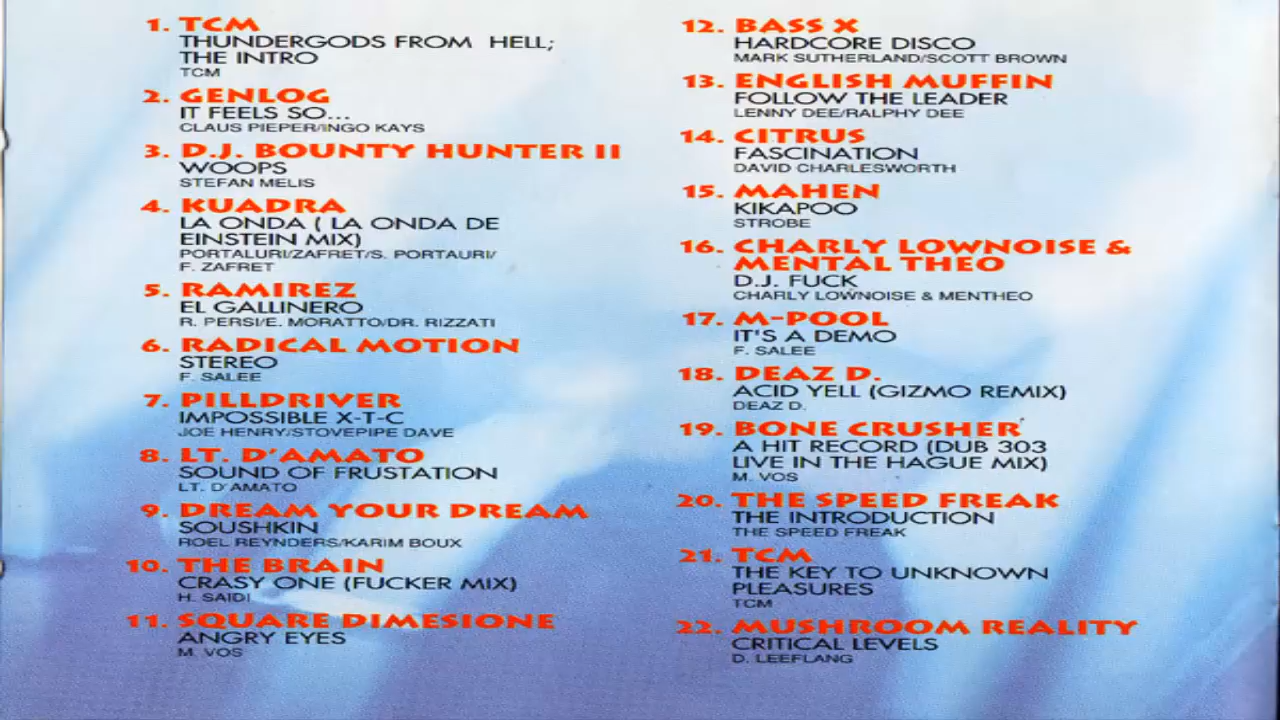 1. TCM
THUNDERGODS FROM HELL;
THE INTRO
TCM
2. GENLOG
IT FEELS SO...
CLAUS PIEPER/INGO KAYS
3. D.J. BOUNTY HUNTER II
WOOPS
STEFAN MELIS
4. KUADRA
LA ONDA ( LA ONDA DE
EINSTEIN MIX)
PORTALURI/ZAFRET/S. PORTAURI/
F. ZAFRET
5. RAMIREZ
EL GALLINERO
R. PERSI/E. MORATTO/DR. RIZZATI
6. RADICAL MOTION
STEREO
F. SALEE
7. PILLDRIVER
IMPOSSIBLE X-T-C
JOE HENRY/STOVEPIPE DAVE
8. LT. D'AMATO
SOUND OF FRUSTATION
LT. D'AMATO
9. DREAM YOUR DREAM
SOUSHKIN
ROEL REYNDERS/KARIM BOUX
10. THE BRAIN
CRASY ONE (FUCKER MIX)
H. SAIDI
11. SQUARE DIMESIONE
ANGRY EYES
M. VOS
12. BASS X
HARDCORE DISCO
MARK SUTHERLAND/SCOTT BROWN
13. ENGLISH MUFFIN
FOLLOW THE LEADER
LENNY DEE/RALPHY DEE
14. CITRUS
FASCINATION
DAVID CHARLESWORTH
15. MAHEN
KIKAPOO
STROBE
16. CHARLY LOWNOISE &
MENTAL THEO
D.J. FUCK
CHARLY LOWNOISE & MENTHEO
17. M-POOL
IT'S A DEMO
F. SALEE
18. DEAZ D.
ACID YELL (GIZMO REMIX)
DEAZ D.
19. BONE CRUSHER
A HIT RECORD (DUB 303
LIVE IN THE HAGUE MIX)
M. VOS
20. THE SPEED FREAK
THE INTRODUCTION
THE SPEED FREAK
21. TCM
THE KEY TO UNKNOWN
PLEASURES
TCM
22. MUSHROOM REALITY
CRITICAL LEVELS
D. LEEFLANG